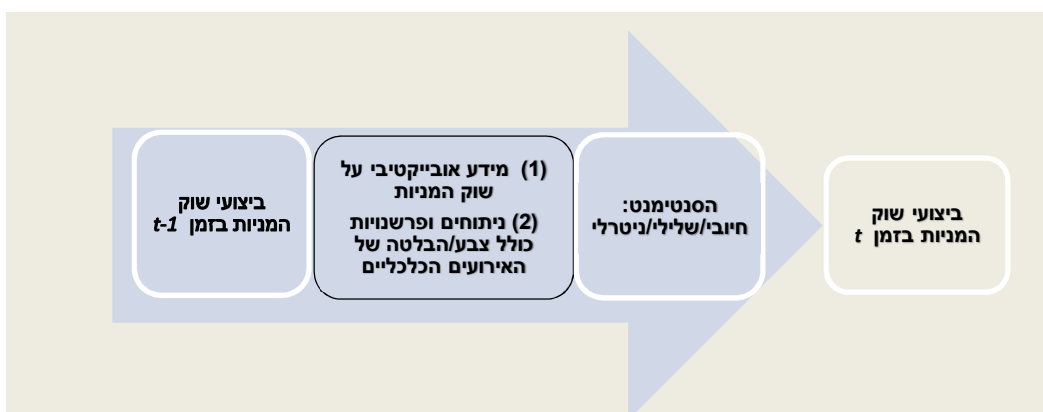 ביצועי שוק
המניות בזמן t-1
(1) מידע אובייקטיבי על
שוק המניות
(2) ניתוחים ופרשנויות
כולל צבע/הבלטה של
האירועים הכלכליים
הסנטימנט:
חיובי/שלילי/ניטרלי
ביצועי שוק
המניות בזמן t